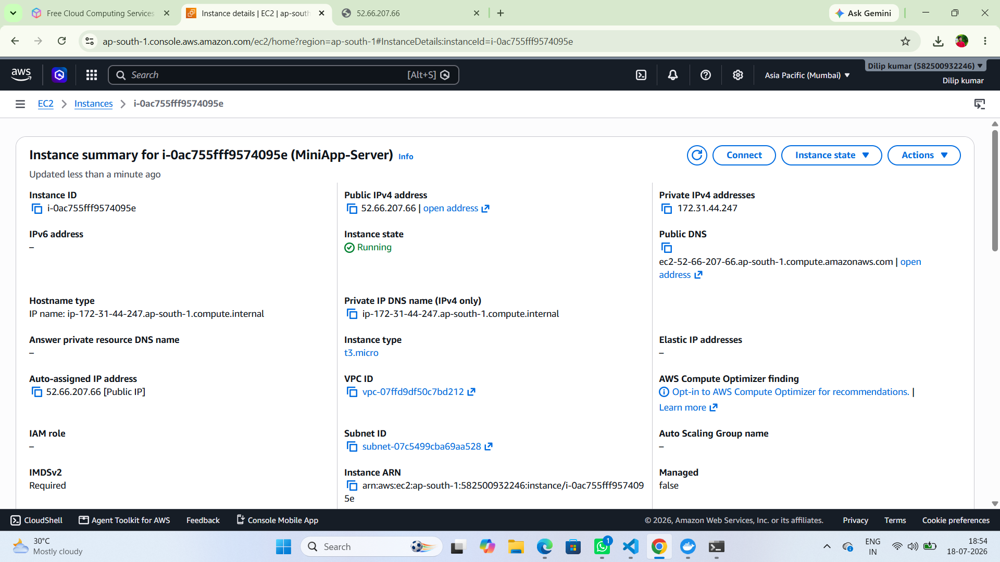 Free Cloud Computing Services
Instance details | EC2 | ap-south
52.66.207.66
Ask Gemini
ap-south-1.console.aws.amazon.com/ec2/home?region=ap-south-1#InstanceDetails:instanceId=i-0ac755fff9574095e
aws
Search
[Alt+S]
Asia Pacific (Mumbai)
Dilip kumar (582500932246)
Dilip kumar
EC2
Instances
i-0ac755fff9574095e
Instance summary for i-0ac755fff9574095e (MiniApp-Server) Info
Connect
Instance state
Actions
Updated less than a minute ago
Instance ID
i-0ac755fff9574095e
Public IPv4 address
52.66.207.66 | open address
Private IPv4 addresses
172.31.44.247
IPv6 address
–
Instance state
Running
Public DNS
ec2-52-66-207-66.ap-south-1.compute.amazonaws.com | open
address
Hostname type
IP name: ip-172-31-44-247.ap-south-1.compute.internal
Private IP DNS name (IPv4 only)
ip-172-31-44-247.ap-south-1.compute.internal
Answer private resource DNS name
–
Instance type
t3.micro
Elastic IP addresses
–
Auto-assigned IP address
52.66.207.66 [Public IP]
VPC ID
vpc-07ffd9df50c7bd212
AWS Compute Optimizer finding
Opt-in to AWS Compute Optimizer for recommendations. |
Learn more
IAM role
–
Subnet ID
subnet-07c5499cba69aa528
Auto Scaling Group name
–
IMDSv2
Required
Instance ARN
arn:aws:ec2:ap-south-1:582500932246:instance/i-0ac755fff957409
5e
Managed
false
CloudShell
Agent Toolkit for AWS
Feedback
Console Mobile App
© 2026, Amazon Web Services, Inc. or its affiliates.
Privacy
Terms
Cookie preferences
30°C
Mostly cloudy
Search
1
ENG
IN
18:54
18-07-2026